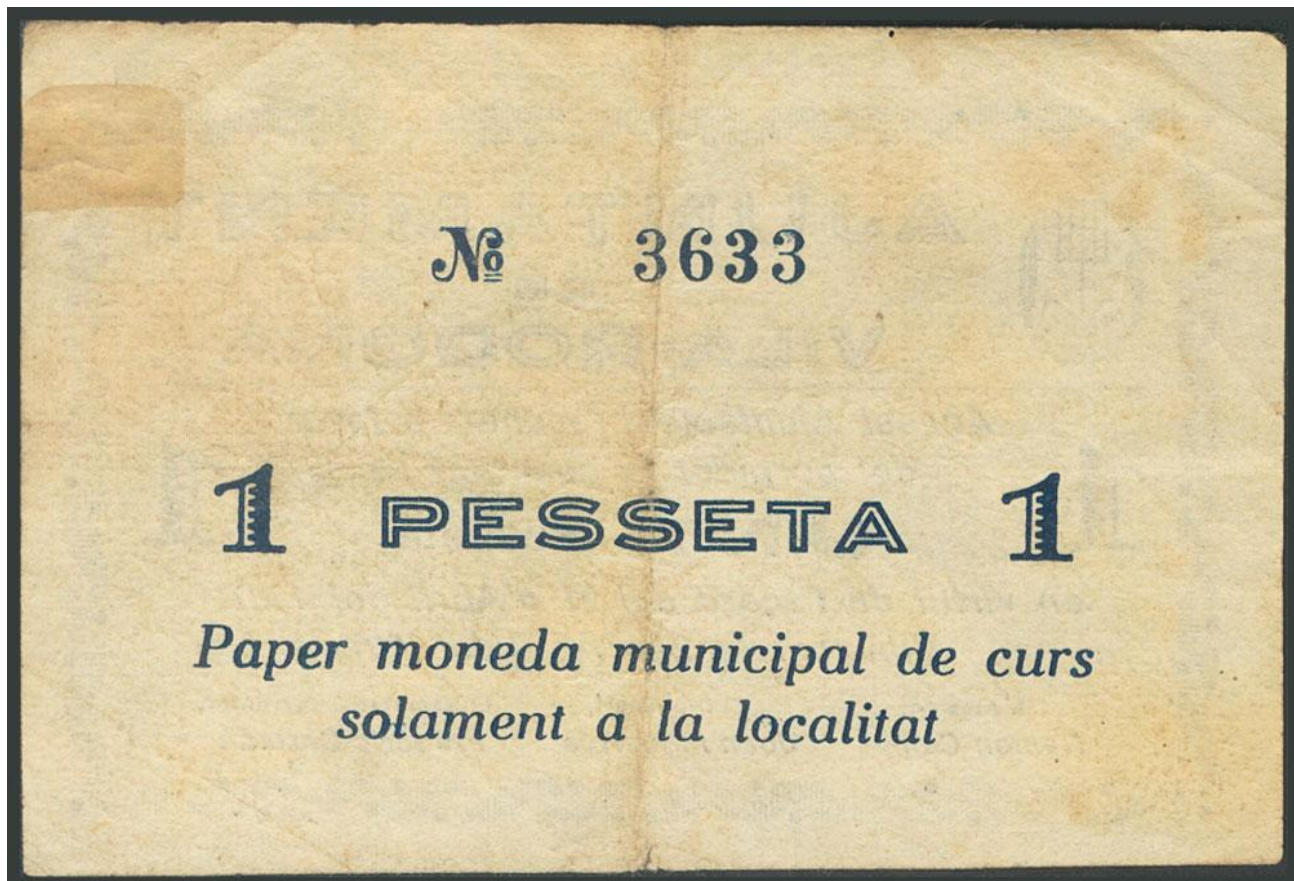 № 3633
1 PESSETA 1
Paper moneda municipal de curs
solament a la localitat